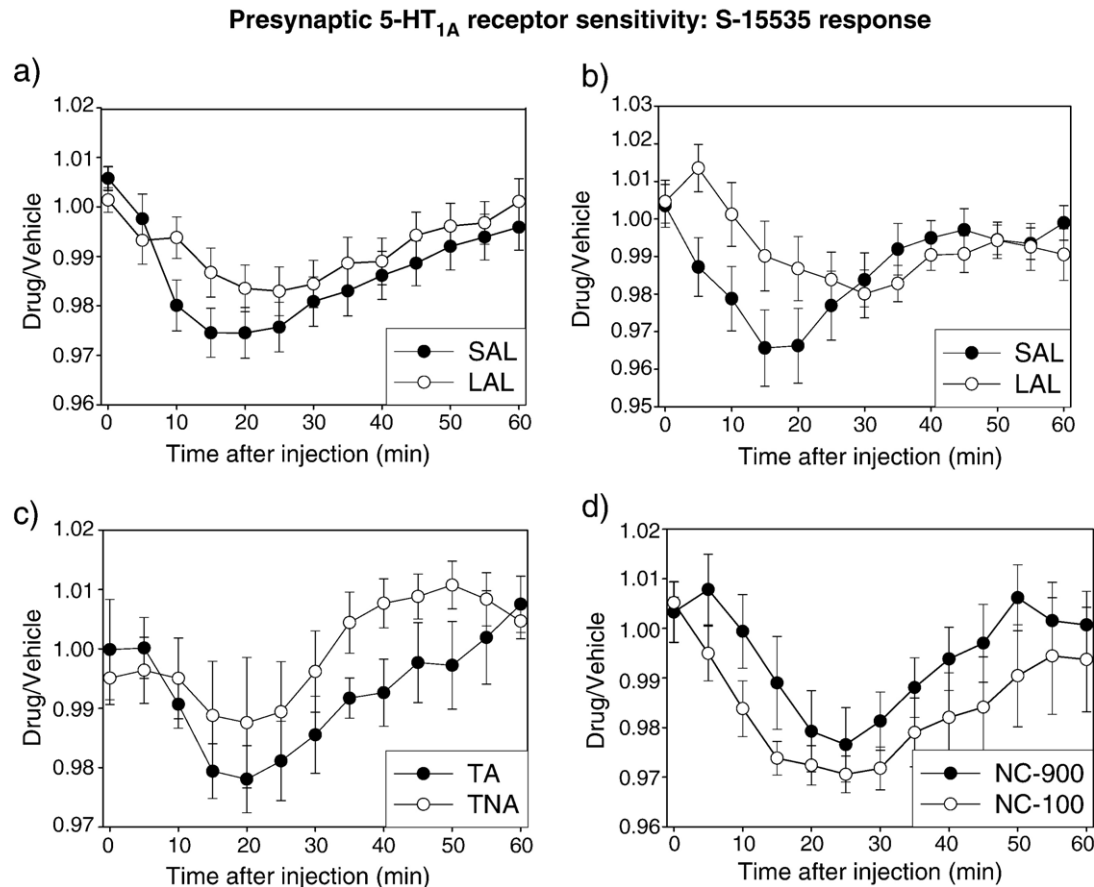 Presynaptic 5-HT1A receptor sensitivity: S-15535 response
a)
1.02
1.01
1.00
0.99
0.98
0.97
0.96
Drug/Vehicle
0 10 20 30 40 50 60
Time after injection (min)
SAL
LAL
b)
1.03
1.02
1.01
1.00
0.99
0.98
0.97
0.96
0.95
Drug/Vehicle
0 10 20 30 40 50 60
Time after injection (min)
SAL
LAL
c)
1.02
1.01
1.00
0.99
0.98
0.97
Drug/Vehicle
0 10 20 30 40 50 60
Time after injection (min)
TA
TNA
d)
1.02
1.01
1.00
0.99
0.98
0.97
0.96
Drug/Vehicle
0 10 20 30 40 50 60
Time after injection (min)
NC-900
NC-100